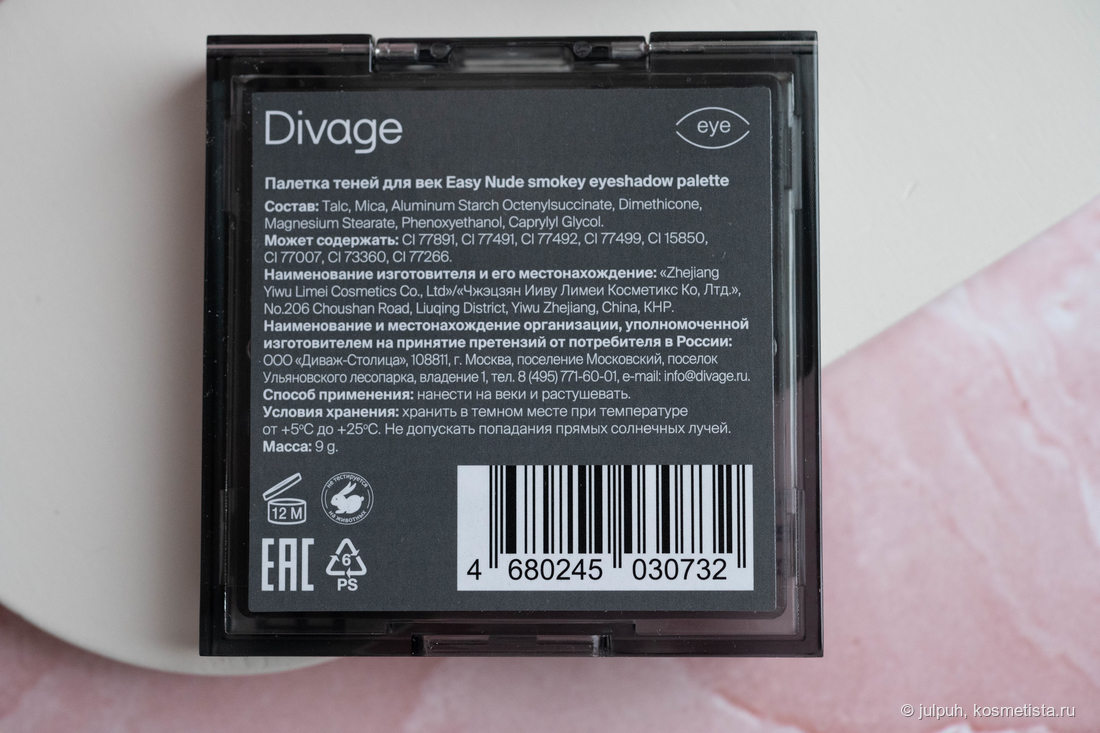 Divage
eye
Палетка теней для век Easy Nude smokey eyeshadow palette
Состав: Talc, Mica, Aluminum Starch Octenylsuccinate, Dimethicone,
Magnesium Stearate, Phenoxyethanol, Caprylyl Glycol.
Может содержать: CI 77891, CI 77491, CI 77492, CI 77499, CI 15850,
CI 77007, CI 73360, CI 77266.
Наименование изготовителя и его местонахождение: «Zhejiang
Yiwu Limei Cosmetics Co., Ltd»/«Чжэцзян Ииву Лимеи Косметикс Ко, Лтд.»,
No.206 Choushan Road, Liuqing District, Yiwu Zhejiang, China, КНР.
Наименование и местонахождение организации, уполномоченной
изготовителем на принятие претензий от потребителя в России:
ООО «Диваж-Столица», 108811, г. Москва, поселение Московский, поселок
Ульяновского лесопарка, владение 1, тел. 8 (495) 771-60-01, e-mail: info@divage.ru.
Способ применения: нанести на веки и растушевать.
Условия хранения: хранить в темном месте при температуре
от +5°C до +25°C. Не допускать попадания прямых солнечных лучей.
Масса: 9 g.
12 M
не тестируется
на животных
EAC
6
PS
4 680245 030732
© julpuh, kosmetista.ru